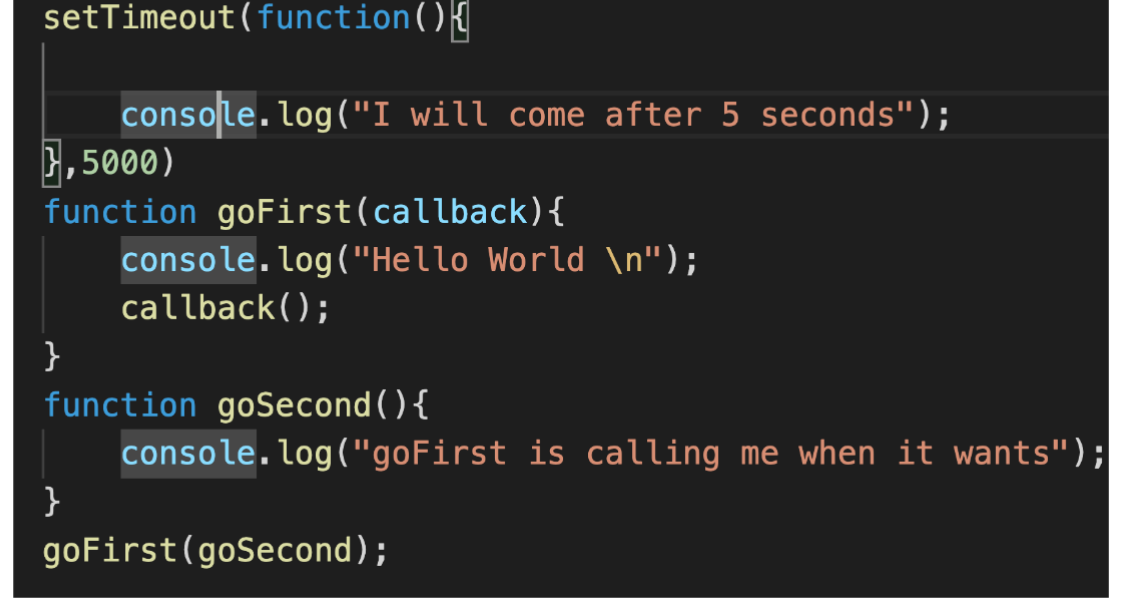 setTimeout(function(){
    console.log("I will come after 5 seconds");
},5000)
function goFirst(callback){
    console.log("Hello World \n");
    callback();
}
function goSecond(){
    console.log("goFirst is calling me when it wants");
}
goFirst(goSecond);